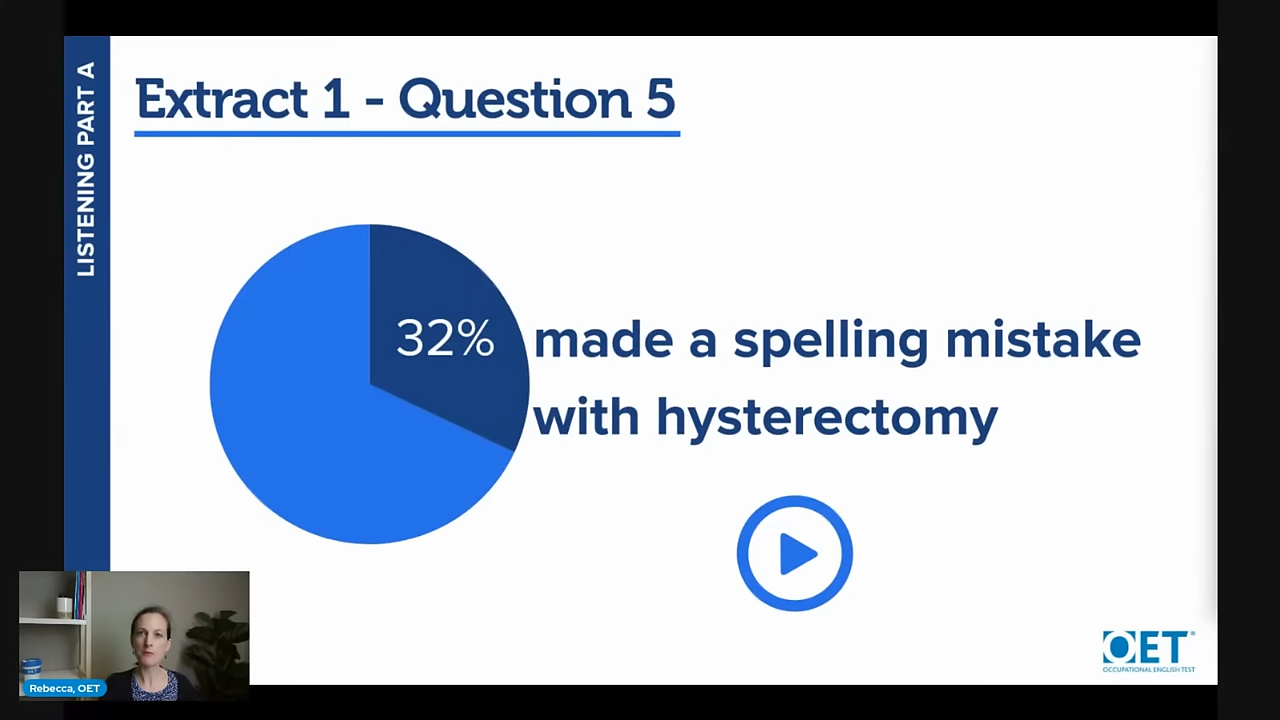 LISTENING PART A
Extract 1 - Question 5
32%
made a spelling mistake
with hysterectomy
OET
OCCUPATIONAL ENGLISH TEST
Rebecca, OET